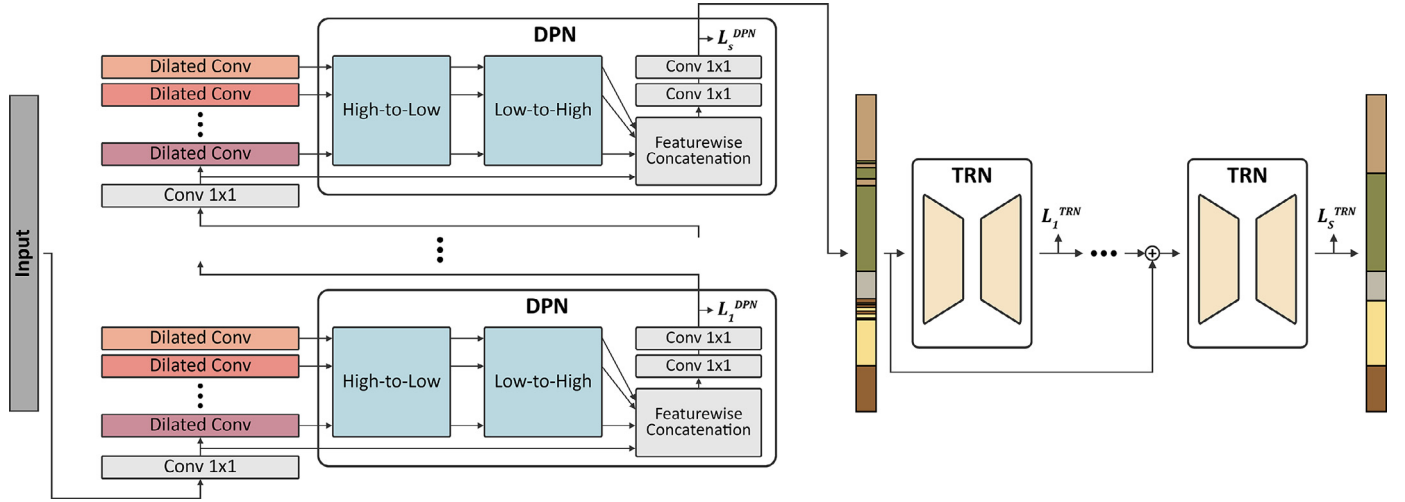 DPN
L_s^DPN
Dilated Conv
Dilated Conv
Dilated Conv
Conv 1x1
High-to-Low
Low-to-High
Conv 1x1
Conv 1x1
Featurewise
Concatenation
Input
DPN
L_1^DPN
Dilated Conv
Dilated Conv
Dilated Conv
Conv 1x1
High-to-Low
Low-to-High
Conv 1x1
Conv 1x1
Featurewise
Concatenation
TRN
L_1^TRN
TRN
L_S^TRN